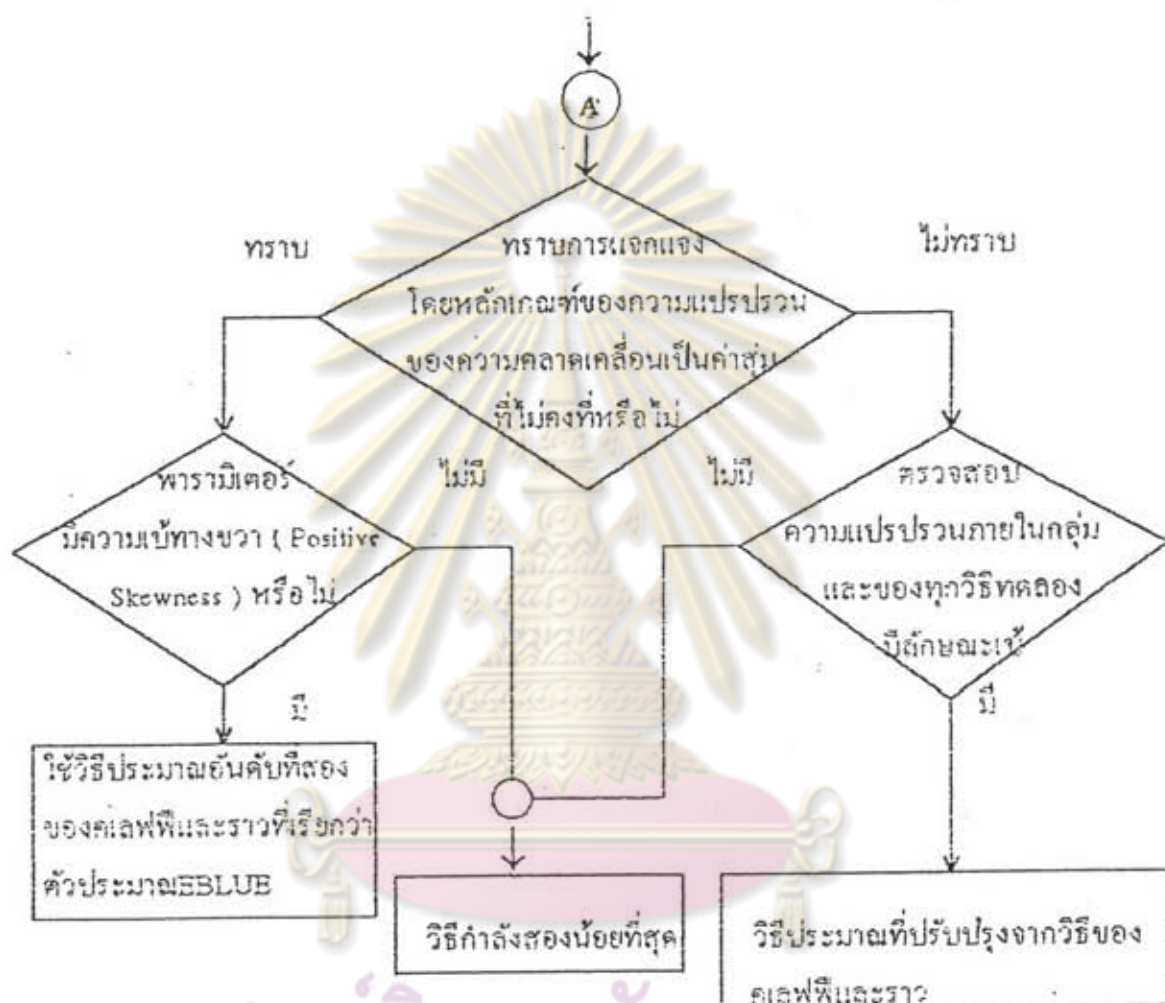 A
ทราบ
ทราบการแจกแจง
ไม่ทราบ
โดยหลักเกณฑ์ของความแปรปรวน
ของความคลาดเคลื่อนเป็นค่าสุ่ม
ที่ไม่คงที่หรือไม่
พารามิเตอร์
มีความเบ้ทางขวา ( Positive
Skewness ) หรือไม่
ไม่มี
ไม่มี
ตรวจสอบ
ความแปรปรวนภายในกลุ่ม
และของทุกวิธีทดลอง
มีลักษณะเบ้
มี
มี
ใช้วิธีประมาณอันดับที่สอง
ของคเลฟฟีและราวที่เรียกว่า
ตัวประมาณEBLUE
วิธีกำลังสองน้อยที่สุด
วิธีประมาณที่ปรับปรุงจากวิธีของ
คเลฟฟีและราว